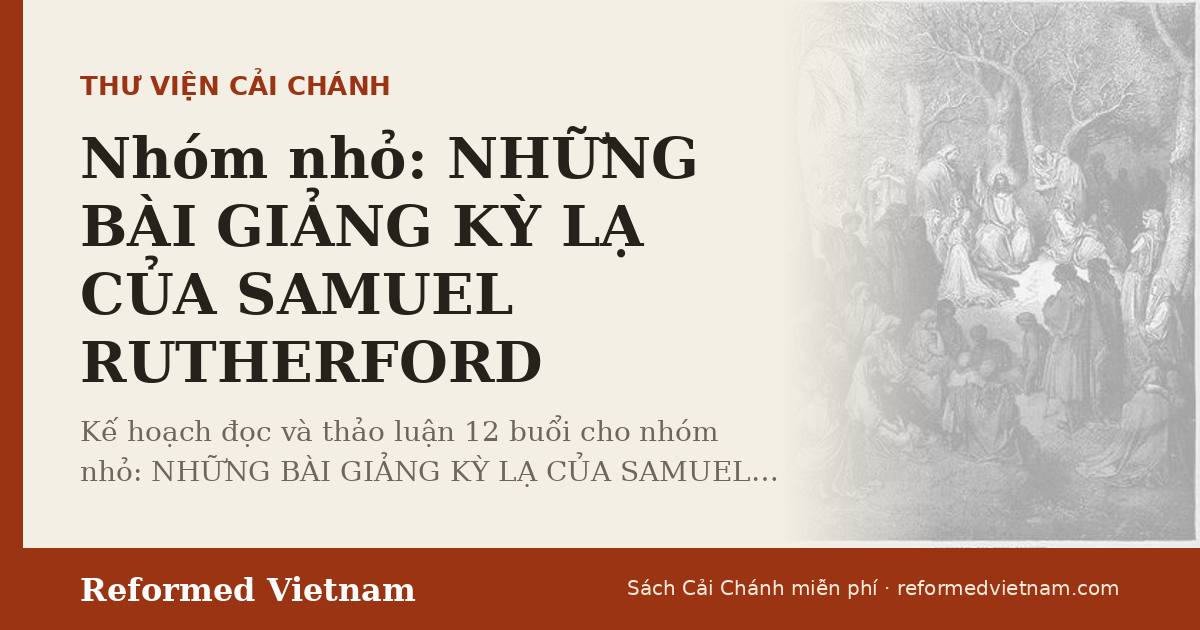 THƯ VIỆN CẢI CHÁNH
Nhóm nhỏ: NHỮNG
BÀI GIẢNG KỲ LẠ
CỦA SAMUEL
RUTHERFORD
Kế hoạch đọc và thảo luận 12 buổi cho nhóm
nhỏ: NHỮNG BÀI GIẢNG KỲ LẠ CỦA SAMUEL...
Reformed Vietnam
Sách Cải Chánh miễn phí · reformedvietnam.com